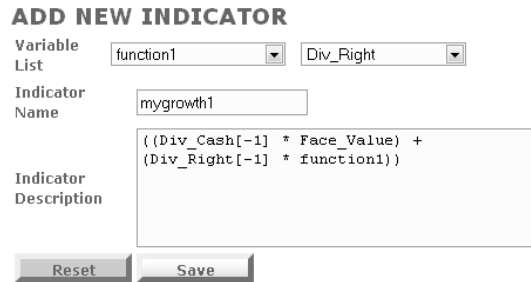 ADD NEW INDICATOR
Variable List
function1
Div_Right
Indicator Name
mygrowth1
Indicator Description
((Div_Cash[-1] * Face_Value) +
(Div_Right[-1] * function1))
Reset
Save